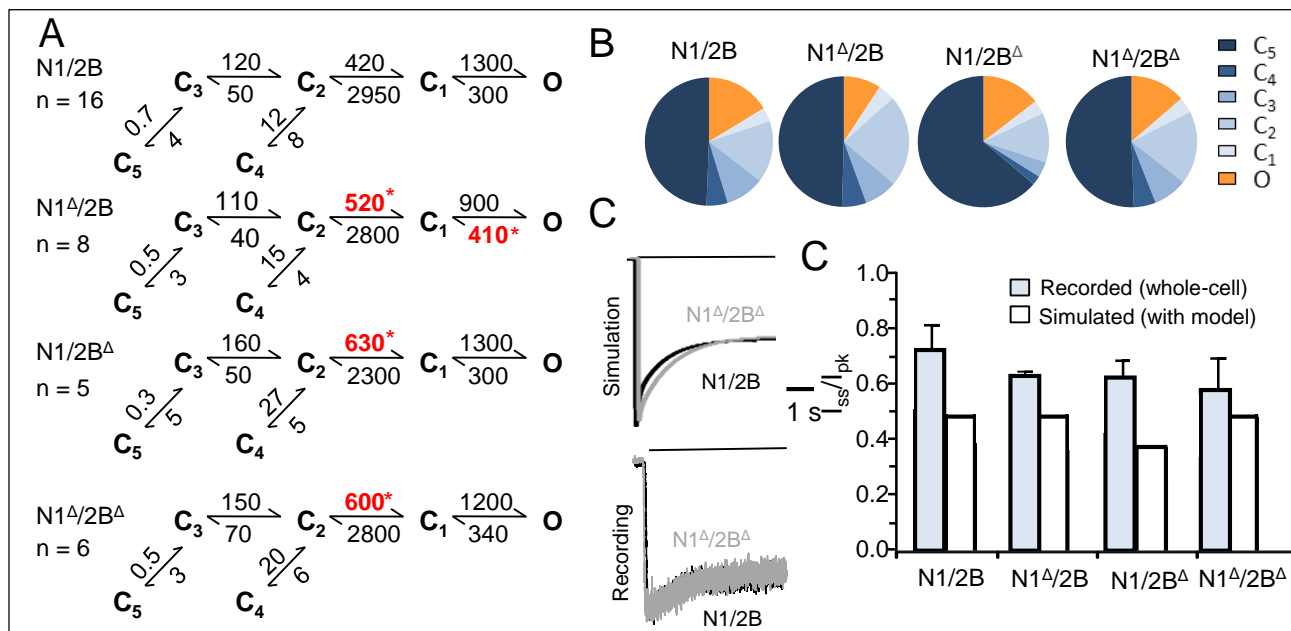 A
N1/2B
n = 16
C3 120 50 C2 420 2950 C1 1300 300 O
0.7 4 12 8
C5 C4
N1Δ/2B
n = 8
C3 110 40 C2 520* 2800 C1 900 410* O
0.5 3 15 4
C5 C4
N1/2BΔ
n = 5
C3 160 50 C2 630* 2300 C1 1300 300 O
0.3 5 27 5
C5 C4
N1Δ/2BΔ
n = 6
C3 150 70 C2 600* 2800 C1 1200 340 O
0.5 3 20 6
C5 C4
B
N1/2B N1Δ/2B N1/2BΔ N1Δ/2BΔ
C5
C4
C3
C2
C1
O
C
Simulation
N1Δ/2BΔ
N1/2B
1 s
Recording
N1Δ/2BΔ
N1/2B
C
Iss/Ipk
1.0
0.8
0.6
0.4
0.2
0.0
Recorded (whole-cell)
Simulated (with model)
N1/2B N1Δ/2B N1/2BΔ N1Δ/2BΔ